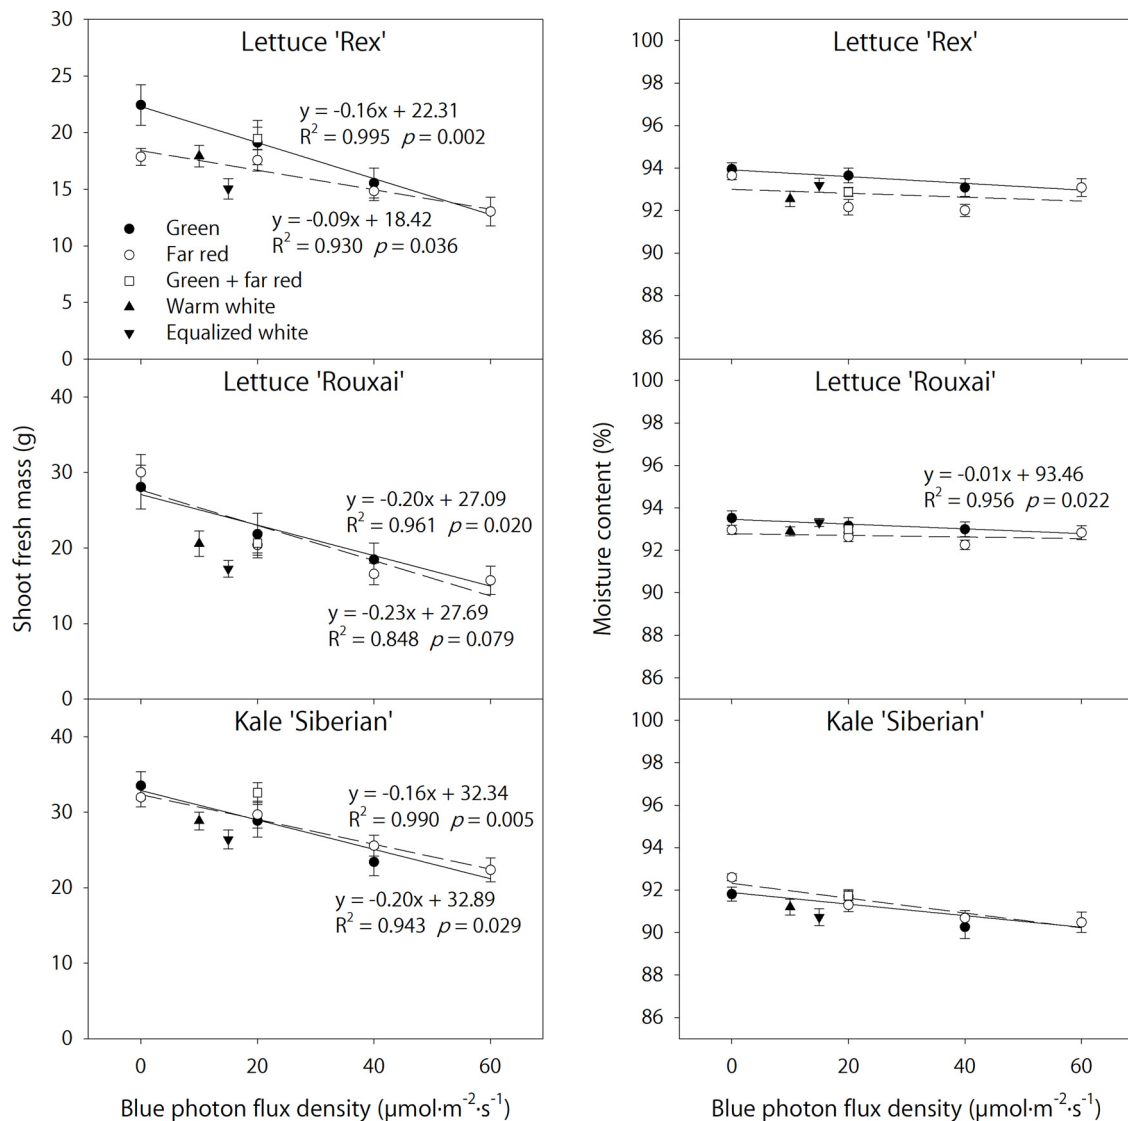 Shoot fresh mass (g)
30
25
20
15
10
5
0
Lettuce 'Rex'
y = -0.16x + 22.31
R² = 0.995 p = 0.002
y = -0.09x + 18.42
R² = 0.930 p = 0.036
Green
Far red
Green + far red
Warm white
Equalized white
40
30
20
10
0
Lettuce 'Rouxai'
y = -0.20x + 27.09
R² = 0.961 p = 0.020
y = -0.23x + 27.69
R² = 0.848 p = 0.079
40
30
20
10
0
Kale 'Siberian'
y = -0.16x + 32.34
R² = 0.990 p = 0.005
y = -0.20x + 32.89
R² = 0.943 p = 0.029
0 20 40 60
Blue photon flux density (μmol·m⁻²·s⁻¹)
Moisture content (%)
100
98
96
94
92
90
88
86
Lettuce 'Rex'
100
98
96
94
92
90
88
86
Lettuce 'Rouxai'
y = -0.01x + 93.46
R² = 0.956 p = 0.022
100
98
96
94
92
90
88
86
Kale 'Siberian'
0 20 40 60
Blue photon flux density (μmol·m⁻²·s⁻¹)